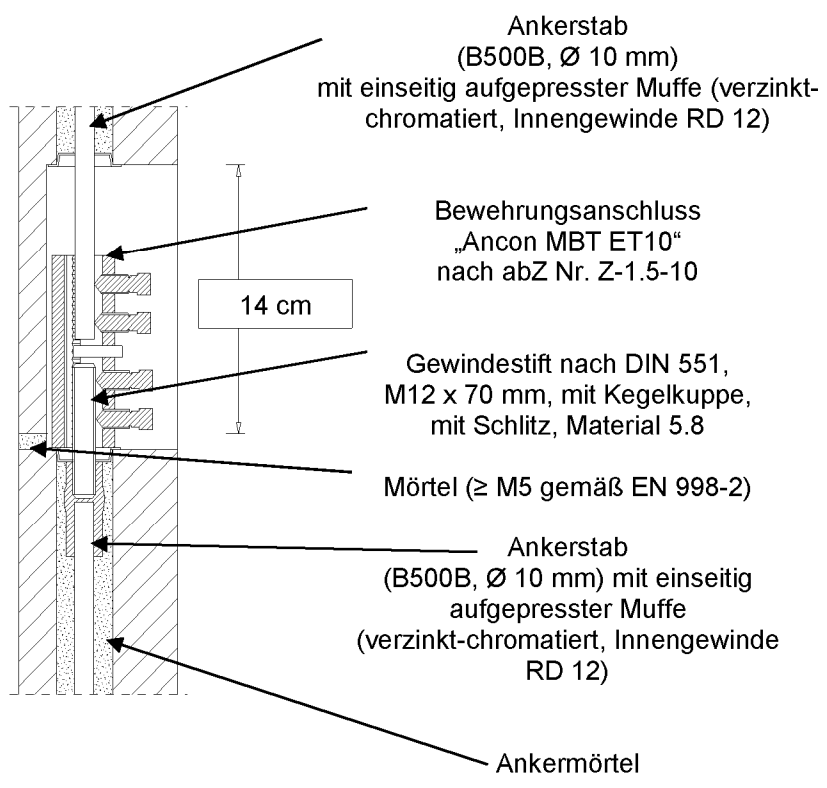 Ankerstab
(B500B, Ø 10 mm)
mit einseitig aufgepresster Muffe (verzinkt-
chromatiert, Innengewinde RD 12)
Bewehrungsanschluss
„Ancon MBT ET10“
nach abZ Nr. Z-1.5-10
14 cm
Gewindestift nach DIN 551,
M12 x 70 mm, mit Kegelkuppe,
mit Schlitz, Material 5.8
Mörtel (≥ M5 gemäß EN 998-2)
Ankerstab
(B500B, Ø 10 mm) mit einseitig
aufgepresster Muffe
(verzinkt-chromatiert, Innengewinde
RD 12)
Ankermörtel